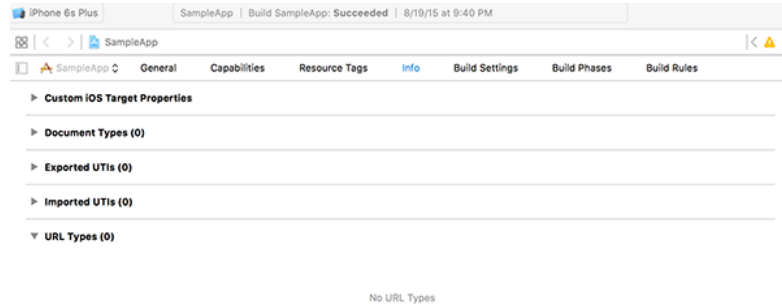 iPhone 6s Plus SampleApp | Build SampleApp: Succeeded | 8/19/15 at 9:40 PM
SampleApp
SampleApp General Capabilities Resource Tags Info Build Settings Build Phases Build Rules
Custom iOS Target Properties
Document Types (0)
Exported UTIs (0)
Imported UTIs (0)
URL Types (0)
No URL Types